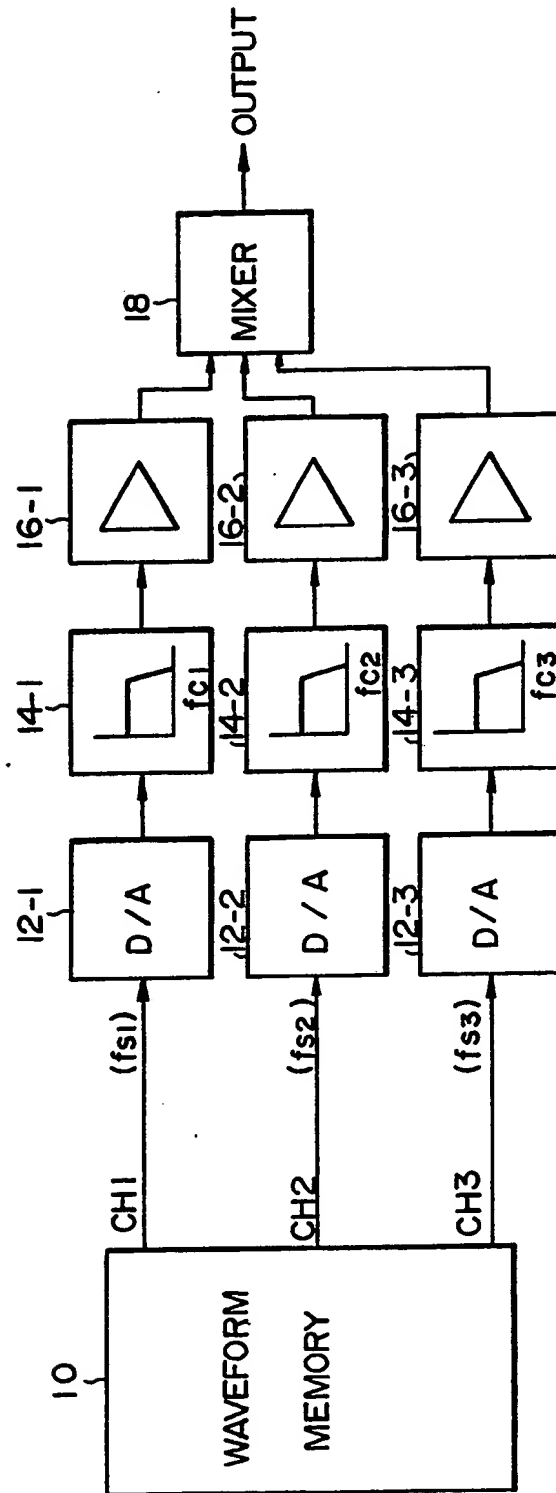 10
WAVEFORM
MEMORY
CH1
(fs1)
12-1
D/A
14-1
fc1
16-1
CH2
(fs2)
12-2
D/A
14-2
fc2
16-2
CH3
(fs3)
12-3
D/A
14-3
fc3
16-3
18
MIXER
OUTPUT